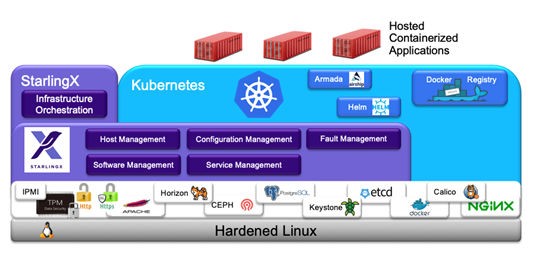 Hosted
Containerized
Applications
StarlingX
Infrastructure
Orchestration
Kubernetes
Armada
airship
Helm
HELM
Docker Registry
STARLINGX
Host Management
Configuration Management
Fault Management
Software Management
Service Management
IPMI
TPM
Http
Https
APACHE
Horizon
CEPH
PostgreSQL
Keystone
etcd
docker
Calico
NGINX
Hardened Linux